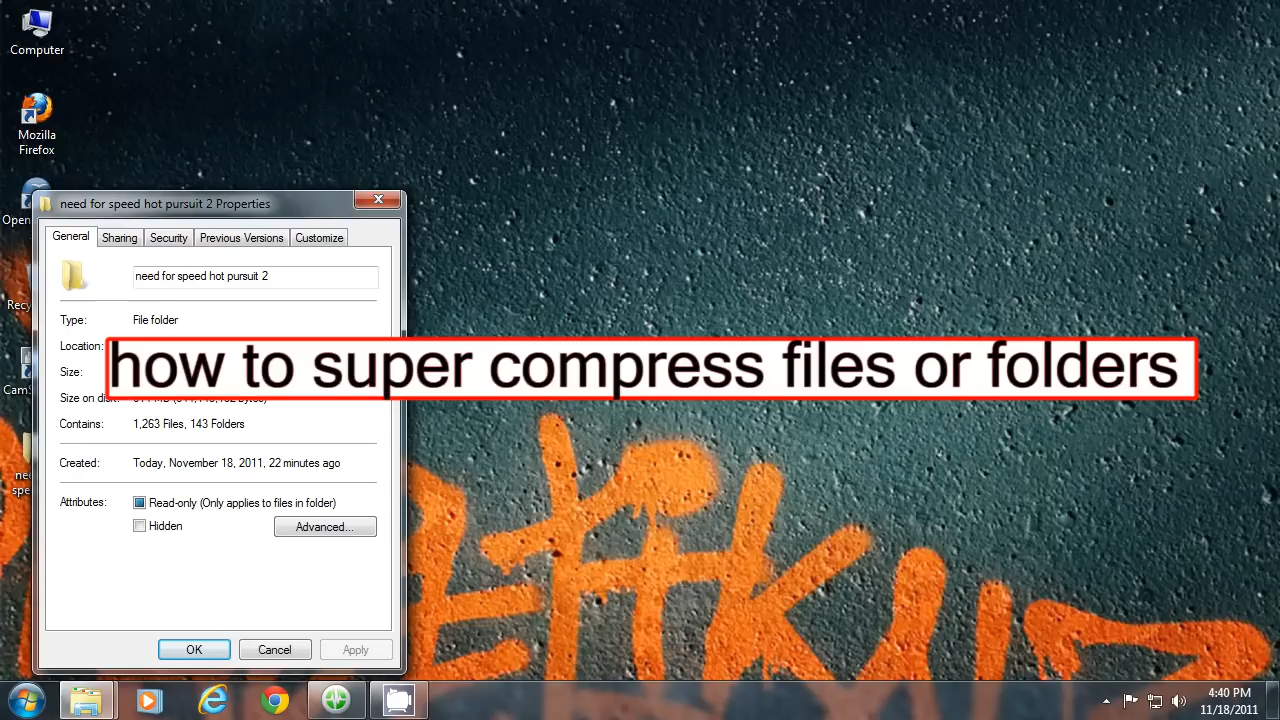 Computer
Mozilla
Firefox
Open
need for speed hot pursuit 2 Properties
General
Sharing
Security
Previous Versions
Customize
need for speed hot pursuit 2
Type:
File folder
Location:
how to super compress files or folders
Size:
Size on disk:
Contains:
1,263 Files, 143 Folders
Created:
Today, November 18, 2011, 22 minutes ago
Attributes:
Read-only (Only applies to files in folder)
Hidden
Advanced...
OK
Cancel
Apply
4:40 PM
11/18/2011